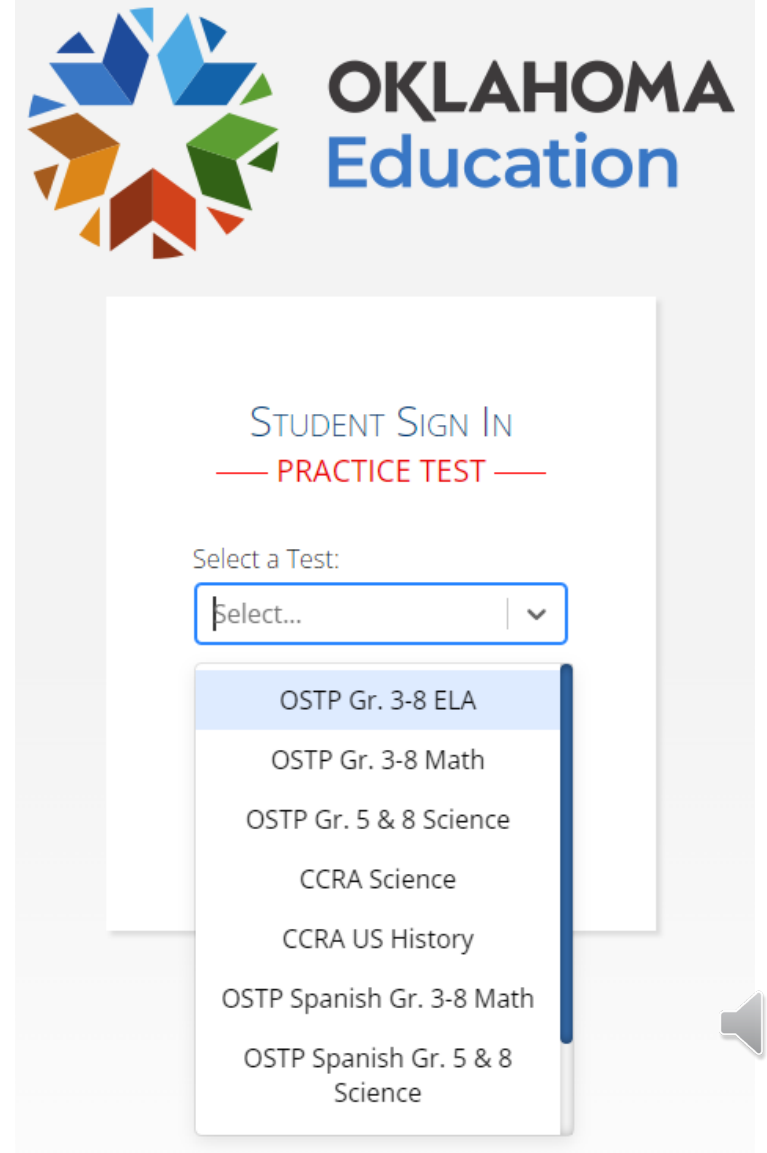 OKLAHOMA
Education
Student Sign In
PRACTICE TEST
Select a Test:
Select...
OSTP Gr. 3-8 ELA
OSTP Gr. 3-8 Math
OSTP Gr. 5 & 8 Science
CCRA Science
CCRA US History
OSTP Spanish Gr. 3-8 Math
OSTP Spanish Gr. 5 & 8
Science